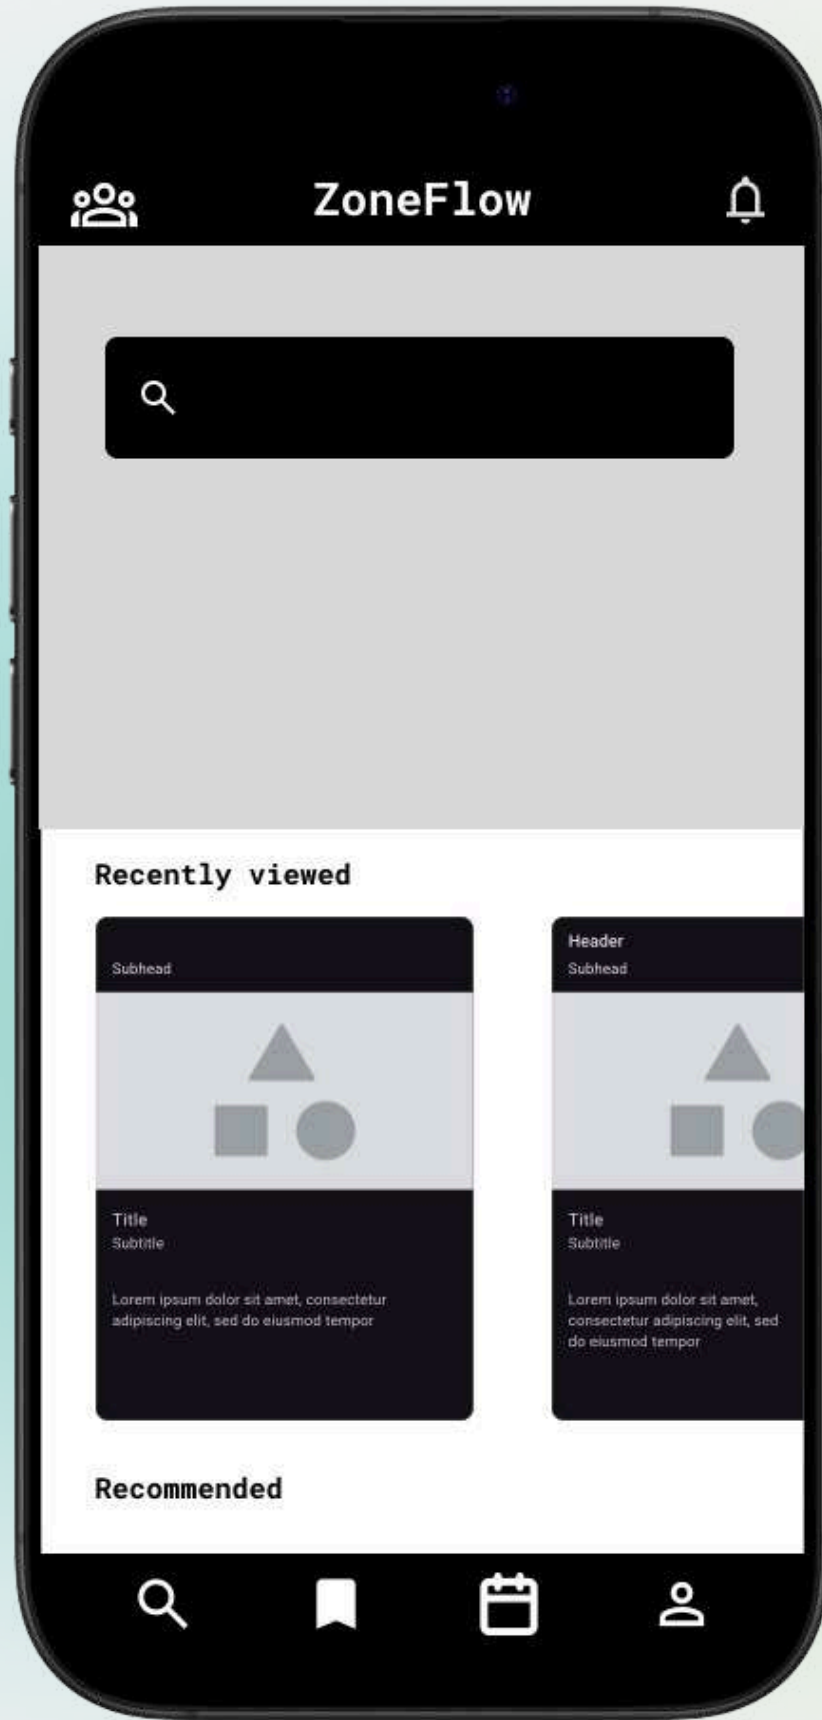 ZoneFlow
Recently viewed
Subhead
Title
Subtitle
Lorem ipsum dolor sit amet, consectetur
adipiscing elit, sed do eiusmod tempor
Header
Subhead
Title
Subtitle
Lorem ipsum dolor sit amet,
consectetur adipiscing elit, sed
do eiusmod tempor
Recommended